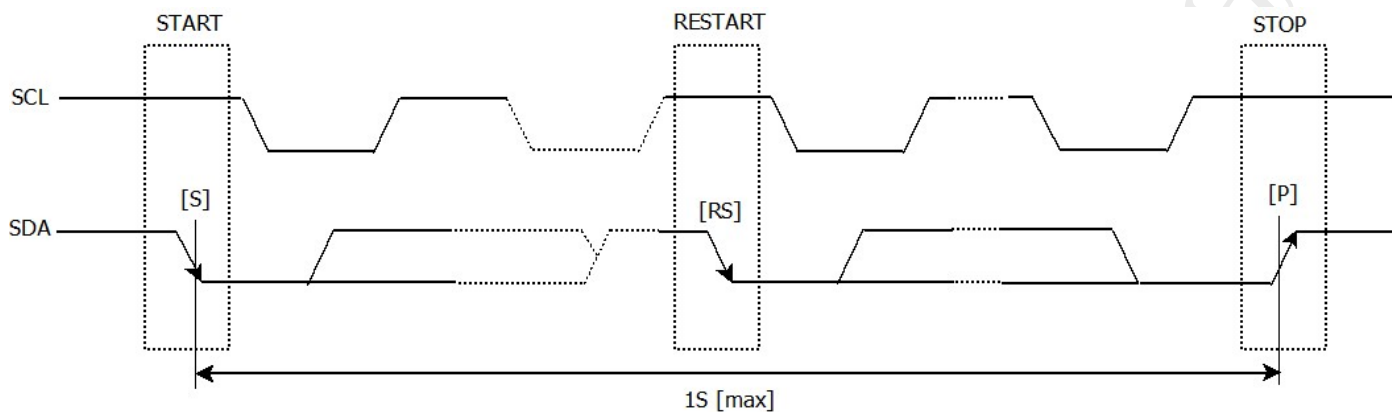 START RESTART STOP
SCL
[S] [RS] [P]
SDA
1S [max]